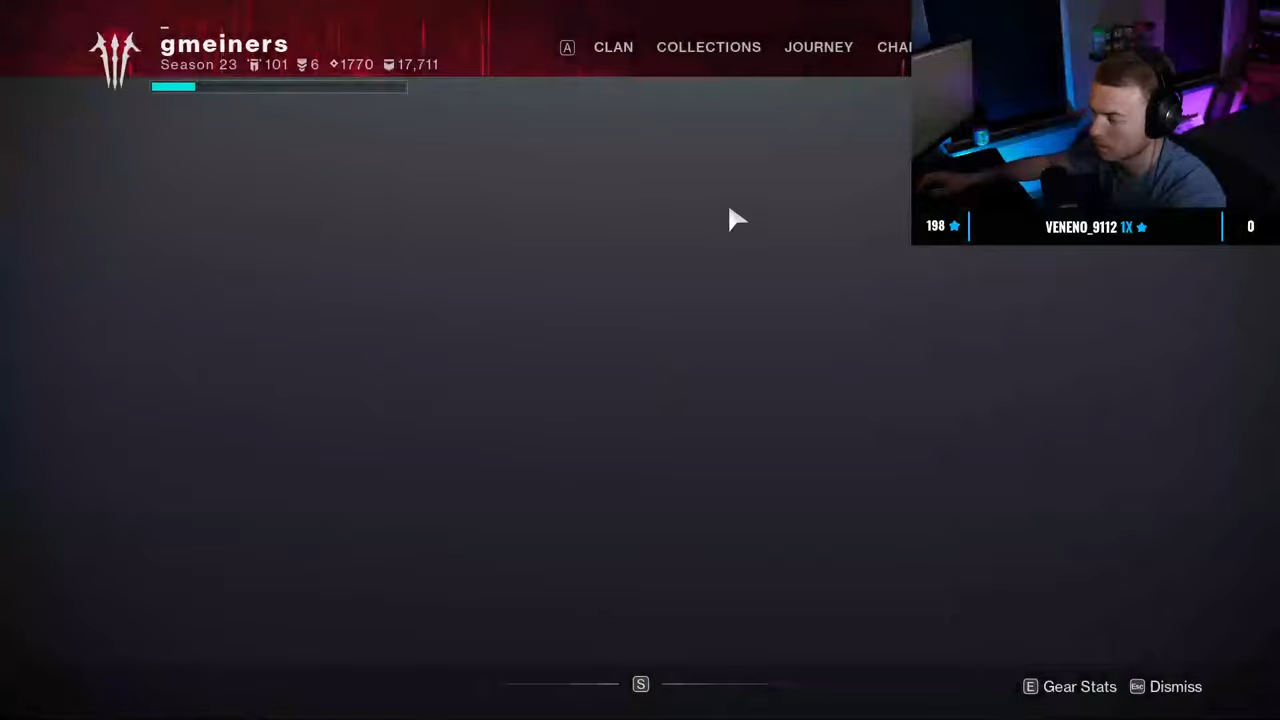 gmeiners
Season 23 101 6 1770 17,711
A CLAN COLLECTIONS JOURNEY
198 VENENO_9112 1X 0
S
E Gear Stats Esc Dismiss